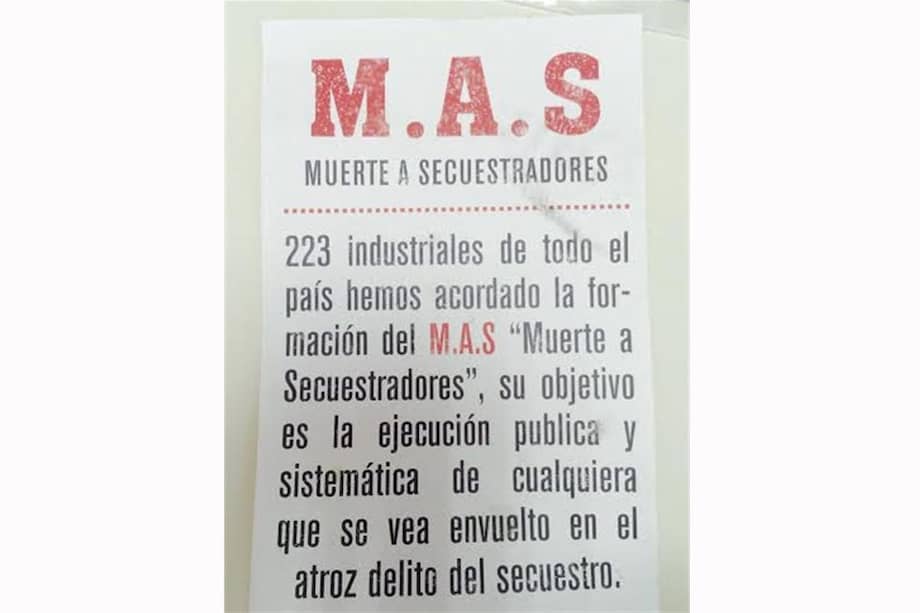 M.A.S
MUERTE A SECUESTRADORES
223 industriales de todo el
país hemos acordado la for-
mación del M.A.S “Muerte a
Secuestradores”, su objetivo
es la ejecución publica y
sistemática de cualquiera
que se vea envuelto en el
atroz delito del secuestro.